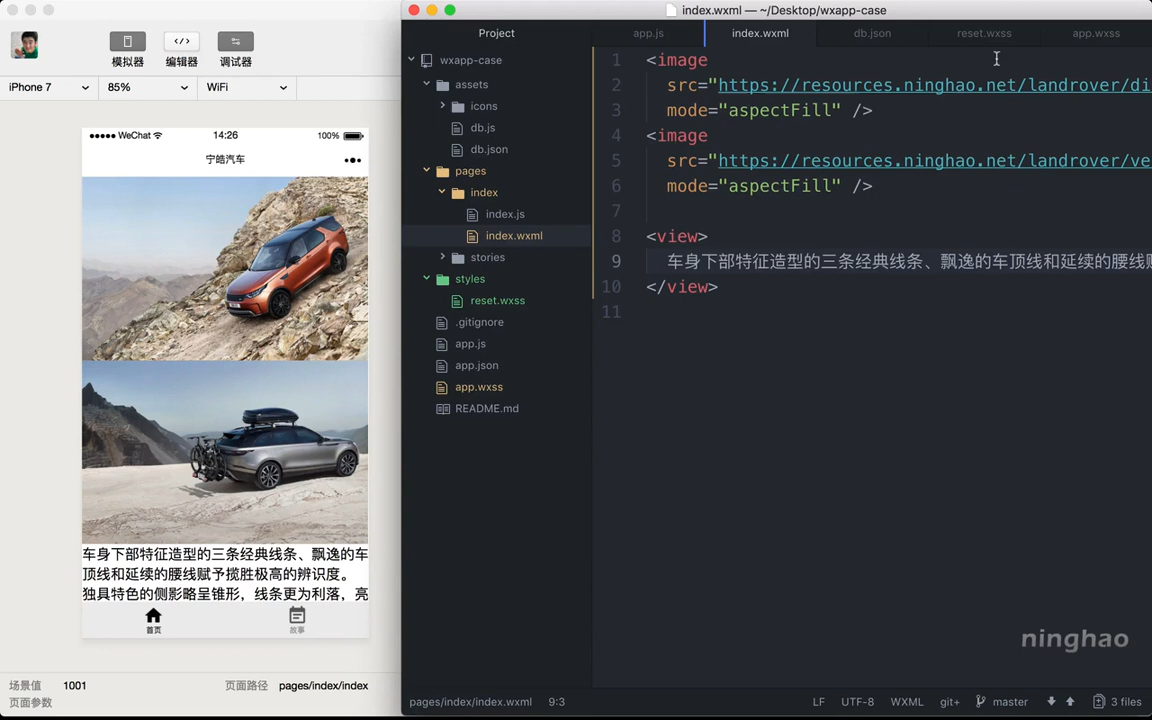 模拟器 编辑器 调试器
iPhone 7 85% WiFi
WeChat 14:26 100%
宁皓汽车
车身下部特征造型的三条经典线条、飘逸的车
顶线和延续的腰线赋予揽胜极高的辨识度。
独具特色的侧影略呈锥形，线条更为利落，亮
首页 故事
场景值 1001 页面路径 pages/index/index
页面参数
index.wxml — ~/Desktop/wxapp-case
Project
wxapp-case
assets
icons
db.js
db.json
pages
index
index.js
index.wxml
stories
styles
reset.wxss
.gitignore
app.js
app.json
app.wxss
README.md
app.js index.wxml db.json reset.wxss app.wxss
1 <image
2 src="https://resources.ninghao.net/landrover/di
3 mode="aspectFill" />
4 <image
5 src="https://resources.ninghao.net/landrover/ve
6 mode="aspectFill" />
7
8 <view>
9 车身下部特征造型的三条经典线条、飘逸的车顶线和延续的腰线赋
10 </view>
11
ninghao
pages/index/index.wxml 9:3 LF UTF-8 WXML git+ master 3 files